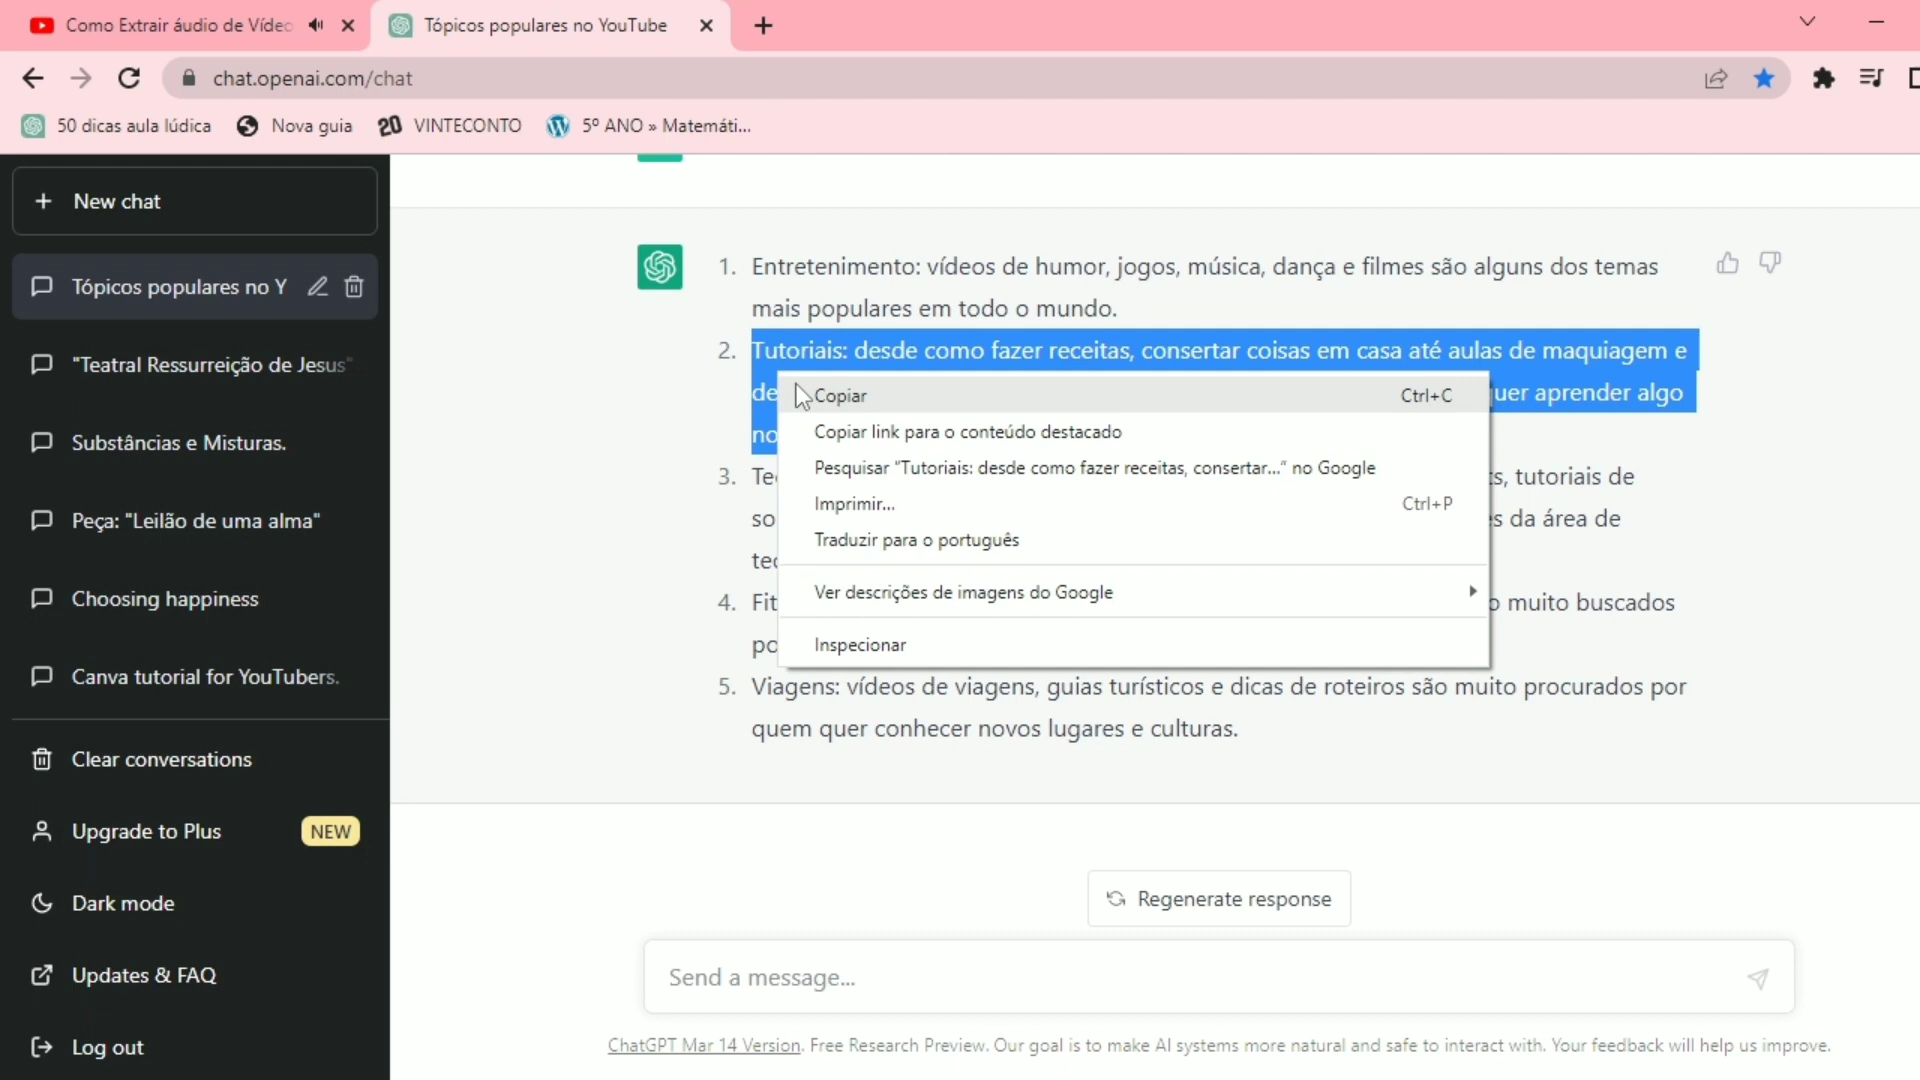 Como Extrair áudio de Víde
Tópicos populares no YouTube
chat.openai.com/chat
50 dicas aula lúdica
Nova guia
20 VINTECONTO
5º ANO » Matemáti...
New chat
Tópicos populares no Y
"Teatral Ressurreição de Jesus"
Substâncias e Misturas.
Peça: "Leilão de uma alma"
Choosing happiness
Canva tutorial for YouTubers.
Clear conversations
Upgrade to Plus NEW
Dark mode
Updates & FAQ
Log out
1. Entretenimento: vídeos de humor, jogos, música, dança e filmes são alguns dos temas
mais populares em todo o mundo.
2. Tutoriais: desde como fazer receitas, consertar coisas em casa até aulas de maquiagem e
de uer aprender algo
no
3. Te s, tutoriais de
so s da área de
tec
4. Fit o muito buscados
po
5. Viagens: vídeos de viagens, guias turísticos e dicas de roteiros são muito procurados por
quem quer conhecer novos lugares e culturas.
Copiar Ctrl+C
Copiar link para o conteúdo destacado
Pesquisar "Tutoriais: desde como fazer receitas, consertar..." no Google
Imprimir... Ctrl+P
Traduzir para o português
Ver descrições de imagens do Google
Inspecionar
Regenerate response
Send a message...
ChatGPT Mar 14 Version. Free Research Preview. Our goal is to make AI systems more natural and safe to interact with. Your feedback will help us improve.